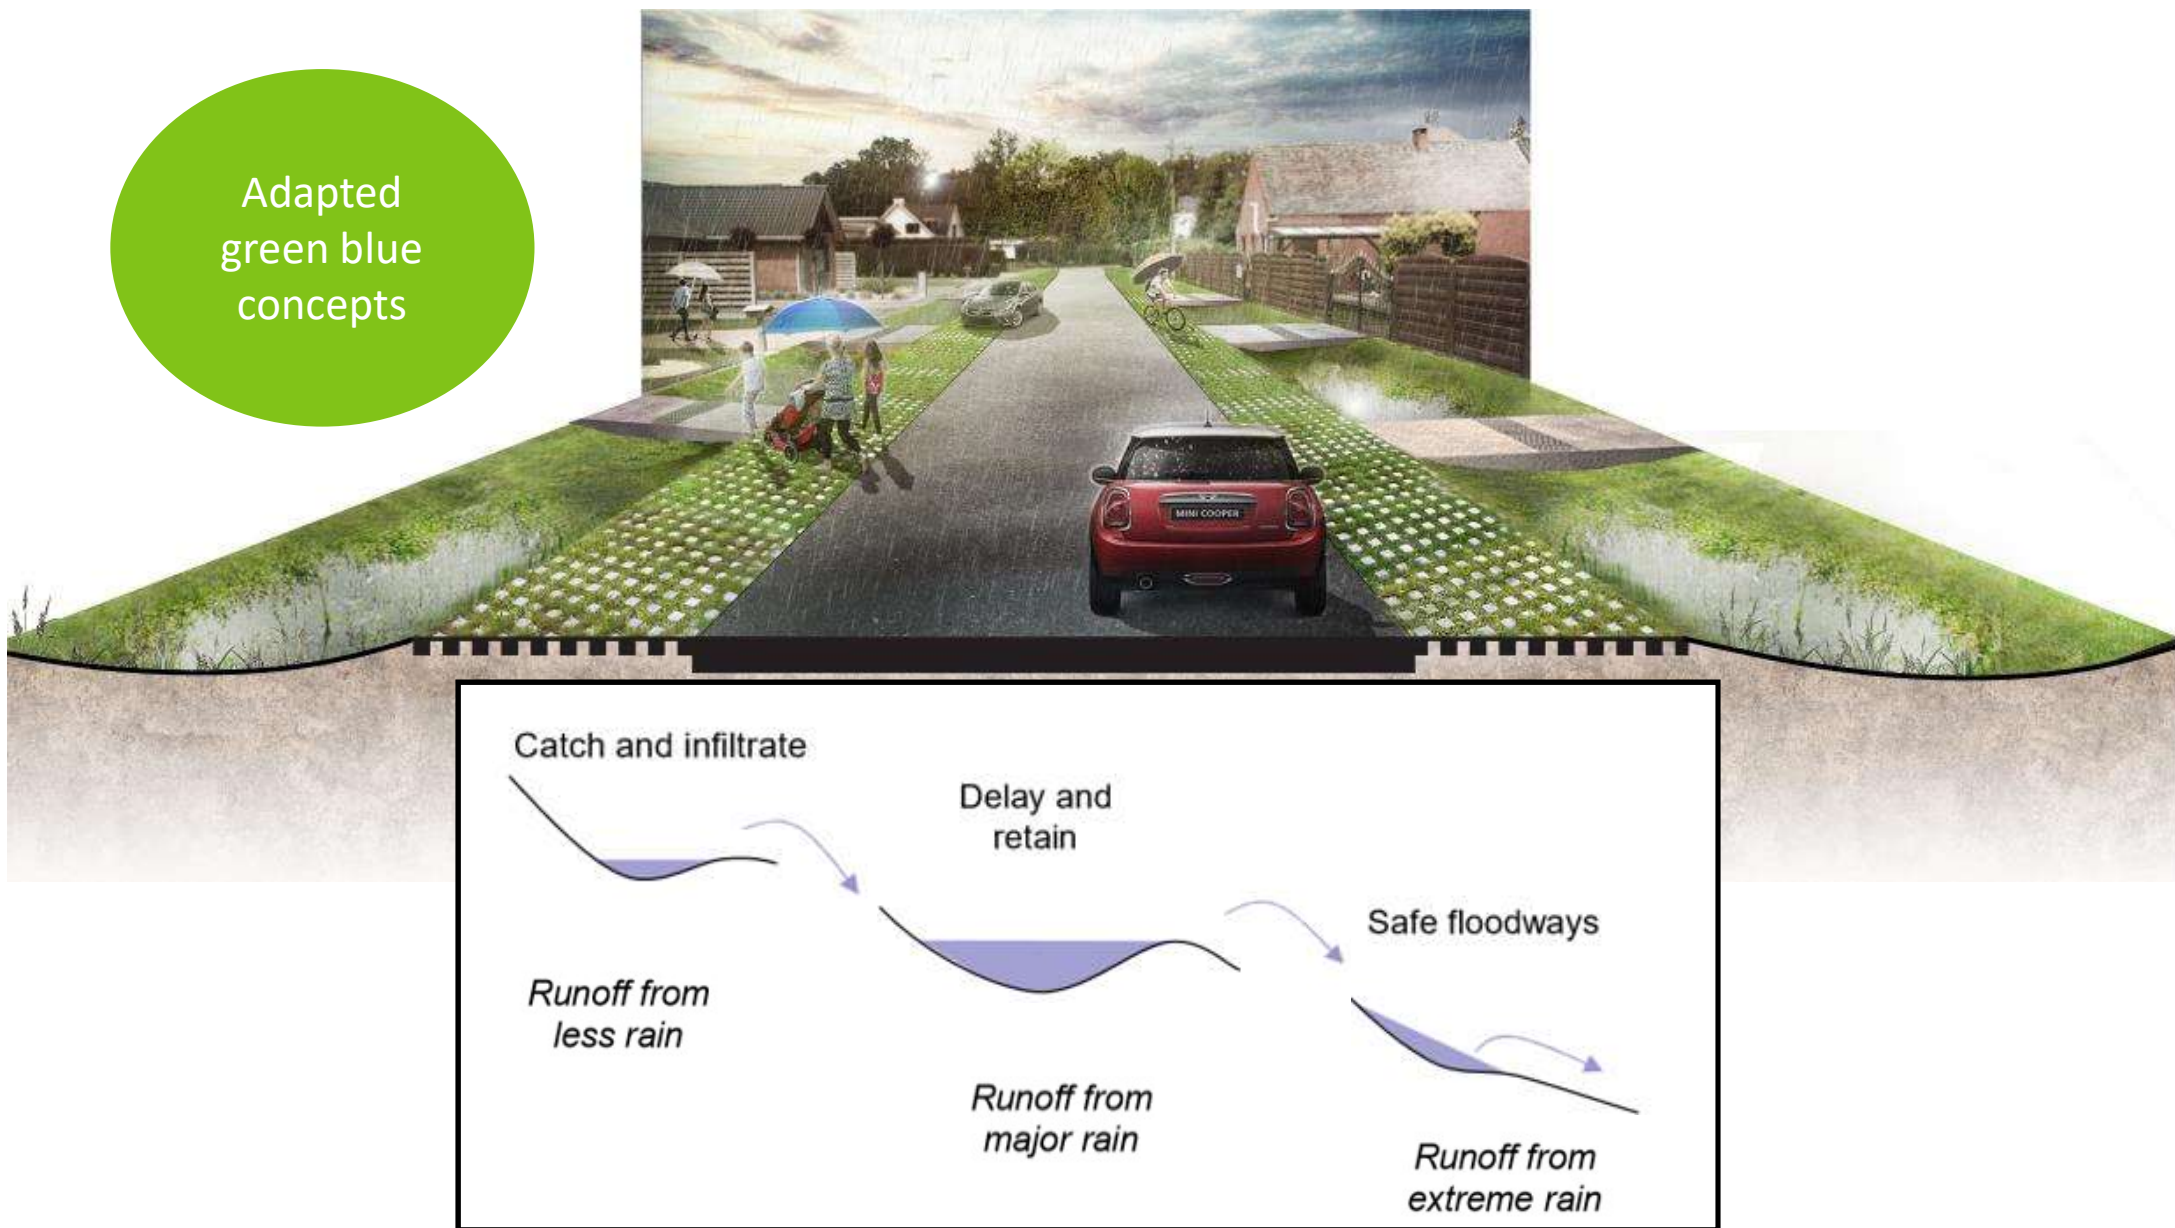 Adapted
green blue
concepts
MINI COOPER
Catch and infiltrate
Delay and
retain
Safe floodways
Runoff from
less rain
Runoff from
major rain
Runoff from
extreme rain